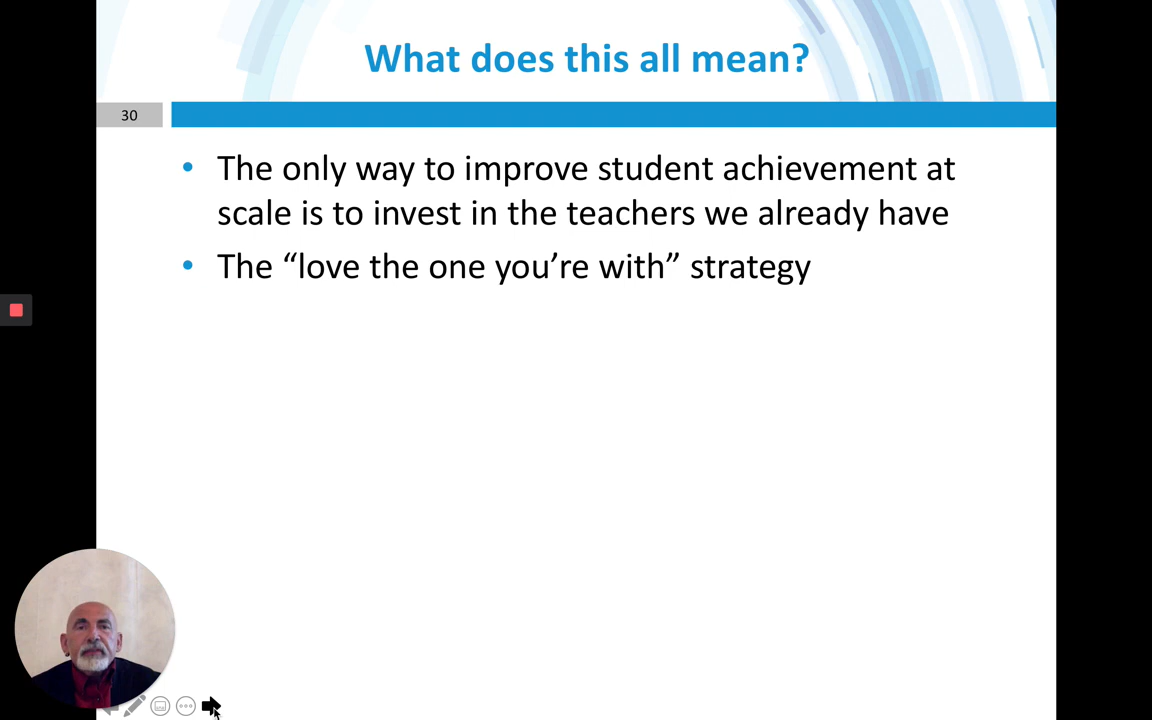 What does this all mean?
30
• The only way to improve student achievement at
scale is to invest in the teachers we already have
• The “love the one you’re with” strategy